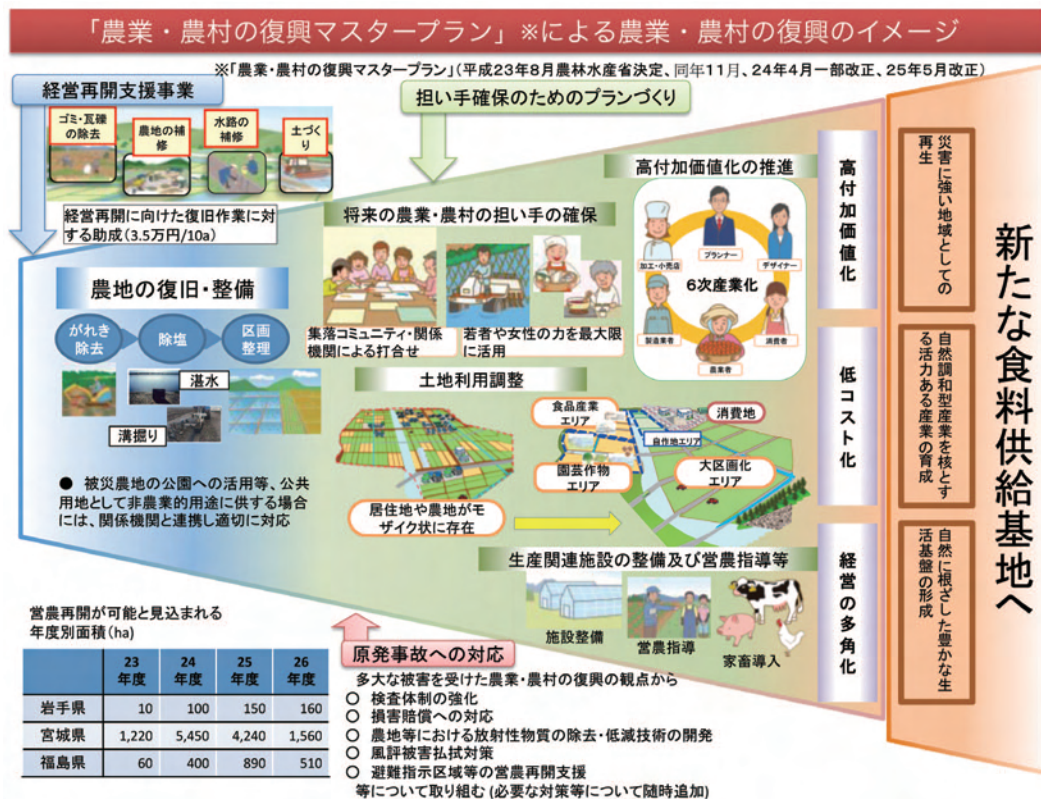 「農業・農村の復興マスタープラン」※による農業・農村の復興のイメージ
※「農業・農村の復興マスタープラン」(平成23年8月農林水産省決定、同年11月、24年4月一部改正、25年5月改正)
経営再開支援事業
ゴミ・瓦礫
の除去
農地の補
修
水路の
補修
土づく
り
経営再開に向けた復旧作業に対
する助成(3.5万円/10a)
農地の復旧・整備
がれき
除去
除塩
区画
整理
湛水
溝掘り
● 被災農地の公園への活用等、公共
用地として非農業的用途に供する場合
には、関係機関と連携し適切に対応
担い手確保のためのプランづくり
将来の農業・農村の担い手の確保
集落コミュニティ・関係
機関による打合せ
若者や女性の力を最大限
に活用
高付加価値化の推進
プランナー
加工・小売店
デザイナー
6次産業化
製造業者
消費者
農業者
土地利用調整
居住地や農地がモ
ザイク状に存在
食品産業
エリア
消費地
自作地エリア
園芸作物
エリア
大区画化
エリア
生産関連施設の整備及び営農指導等
施設整備
営農指導
家畜導入
高付加価値化
低コスト化
経営の多角化
災害に強い地域としての
再生
自然調和型産業を核とす
る活力ある産業の育成
自然に根ざした豊かな生
活基盤の形成
新たな食料供給基地へ
営農再開が可能と見込まれる
年度別面積(ha)
23
年度
24
年度
25
年度
26
年度
岩手県 10 100 150 160
宮城県 1,220 5,450 4,240 1,560
福島県 60 400 890 510
原発事故への対応
多大な被害を受けた農業・農村の復興の観点から
○ 検査体制の強化
○ 損害賠償への対応
○ 農地等における放射性物質の除去・低減技術の開発
○ 風評被害払拭対策
○ 避難指示区域等の営農再開支援
等について取り組む (必要な対策等について随時追加)